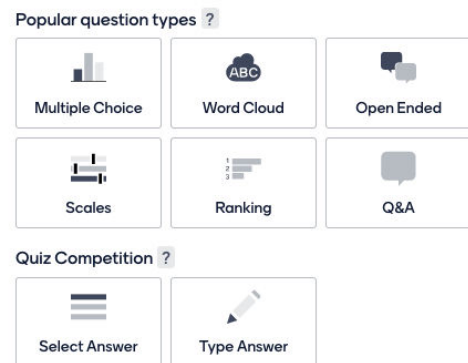 Popular question types ?
ABC
Multiple Choice Word Cloud Open Ended
1
2
3
Scales Ranking Q&A
Quiz Competition ?
Select Answer Type Answer